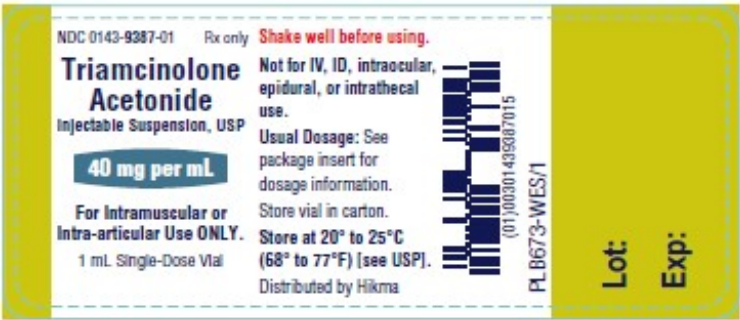 NDC 0143-9387-01 Rx only
Triamcinolone
Acetonide
Injectable Suspension, USP
40 mg per mL
For Intramuscular or
Intra-articular Use ONLY.
1 mL Single-Dose Vial
Shake well before using.
Not for IV, ID, intraocular,
epidural, or intrathecal
use.
Usual Dosage: See
package insert for
dosage information.
Store vial in carton.
Store at 20° to 25°C
(68° to 77°F) [see USP].
Distributed by Hikma
(01)00301439387015
PLB673-WES/1
Lot:
Exp: